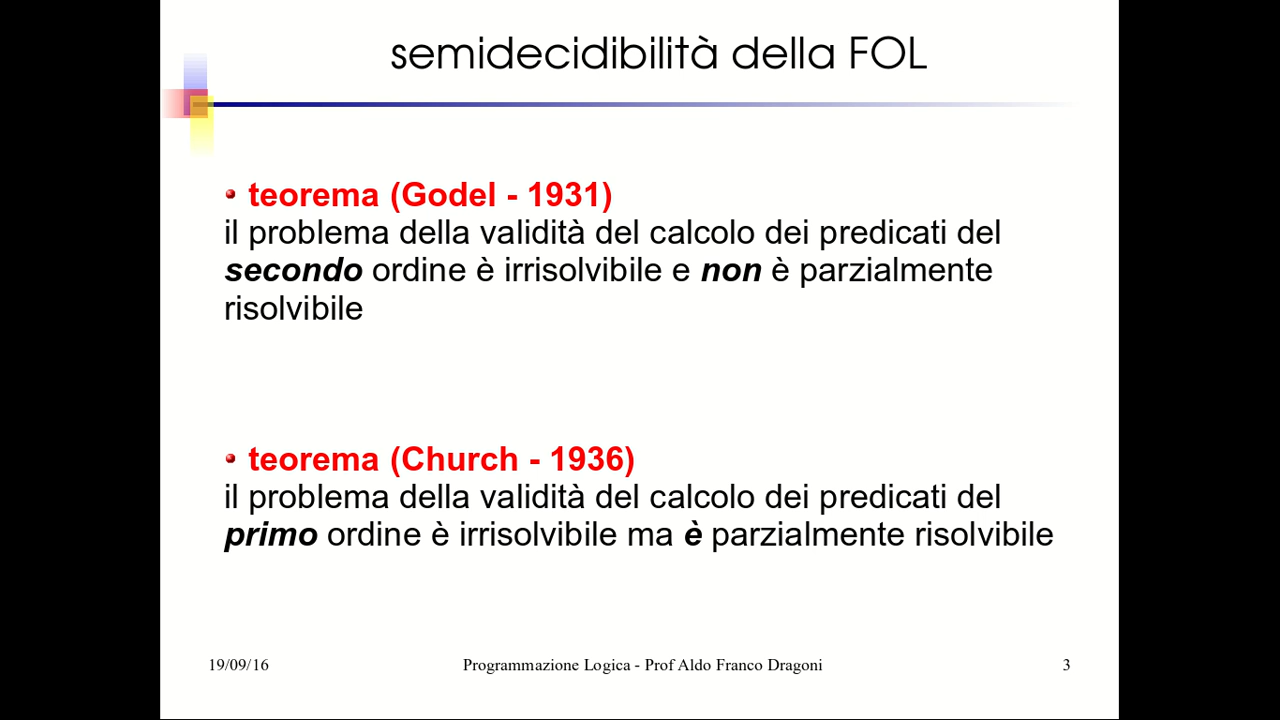 semidecidibilità della FOL
teorema (Godel - 1931)
il problema della validità del calcolo dei predicati del
secondo ordine è irrisolvibile e non è parzialmente
risolvibile
teorema (Church - 1936)
il problema della validità del calcolo dei predicati del
primo ordine è irrisolvibile ma è parzialmente risolvibile
19/09/16
Programmazione Logica - Prof Aldo Franco Dragoni
3